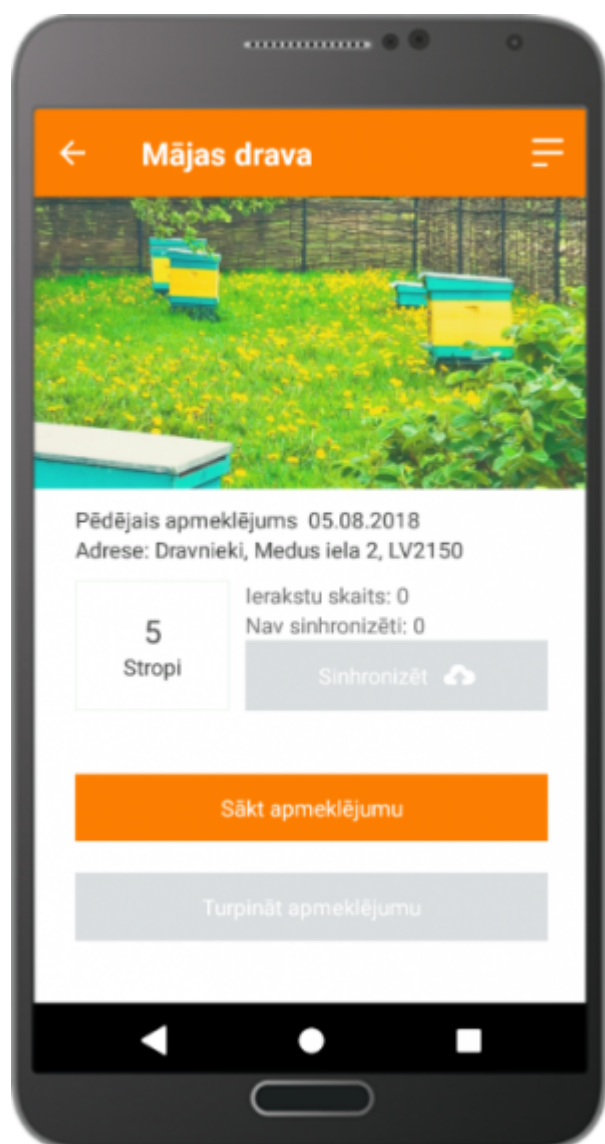 Mājas drava
Pēdējais apmeklējums 05.08.2018
Adrese: Dravnieki, Medus iela 2, LV2150
5
Stropi
Ierakstu skaits: 0
Nav sinhronizēti: 0
Sinhronizēt
Sākt apmeklējumu
Turpināt apmeklējumu